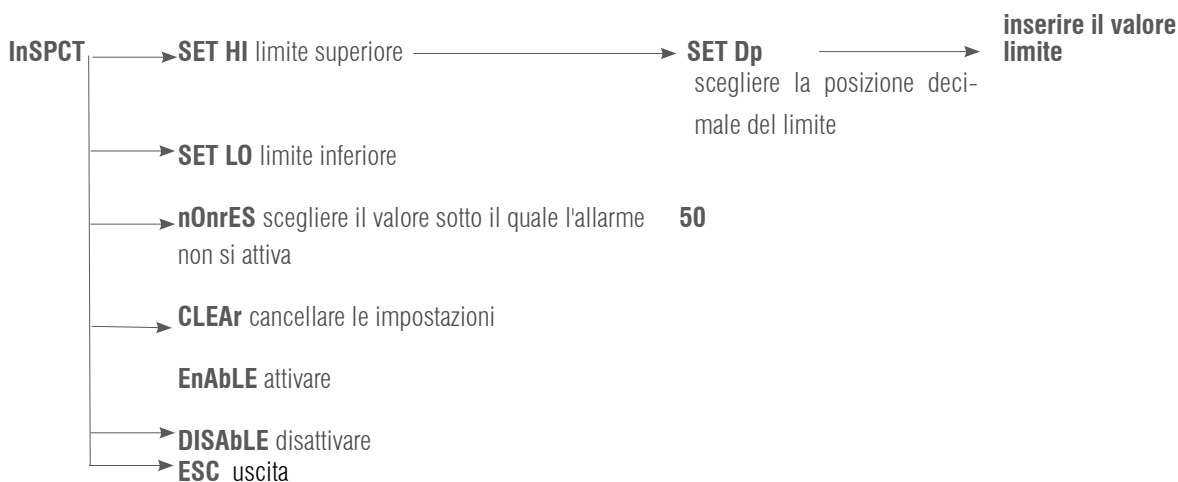 InSPCT
SET HI limite superiore
SET Dp
scegliere la posizione deci-
male del limite
inserire il valore
limite
SET LO limite inferiore
nOnrES scegliere il valore sotto il quale l'allarme 50
non si attiva
CLEAr cancellare le impostazioni
EnAbLE attivare
DISAbLE disattivare
ESC uscita